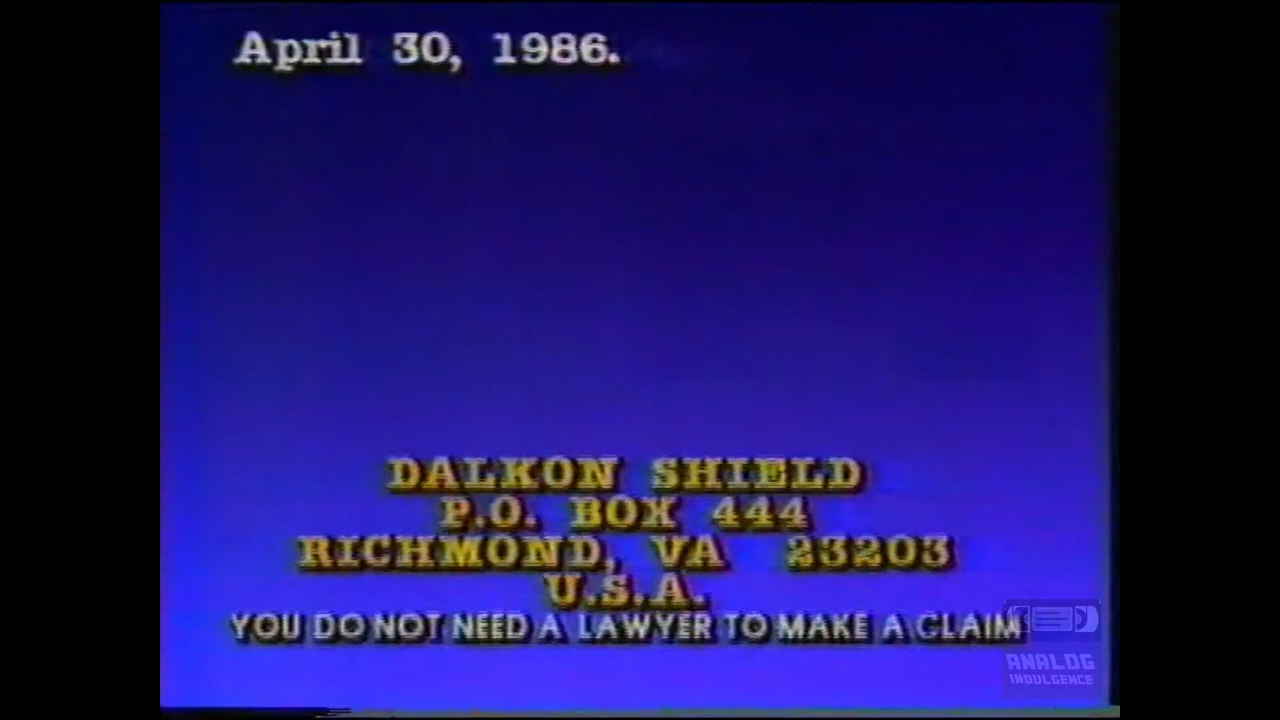 April 30, 1986.
DALKON SHIELD
P.O. BOX 444
RICHMOND, VA 23203
U.S.A.
YOU DO NOT NEED A LAWYER TO MAKE A CLAIM
ANALOG
INDULGENCE